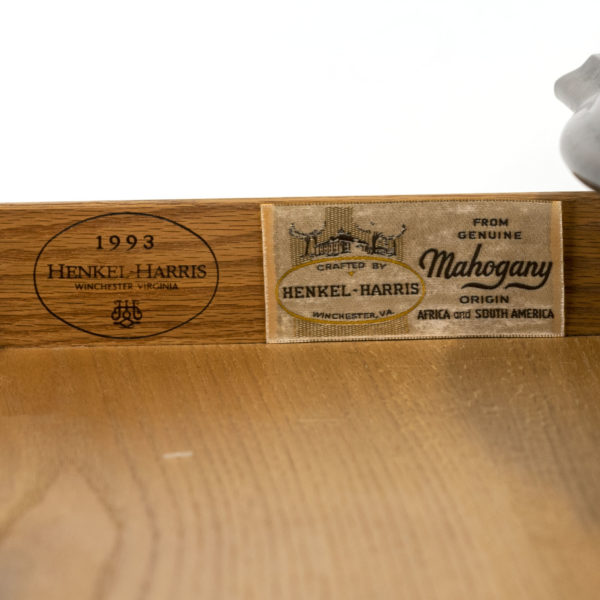 1993
HENKEL-HARRIS
WINCHESTER VIRGINIA
CRAFTED BY
HENKEL-HARRIS
WINCHESTER, VA.
FROM
GENUINE
Mahogany
ORIGIN
AFRICA and SOUTH AMERICA